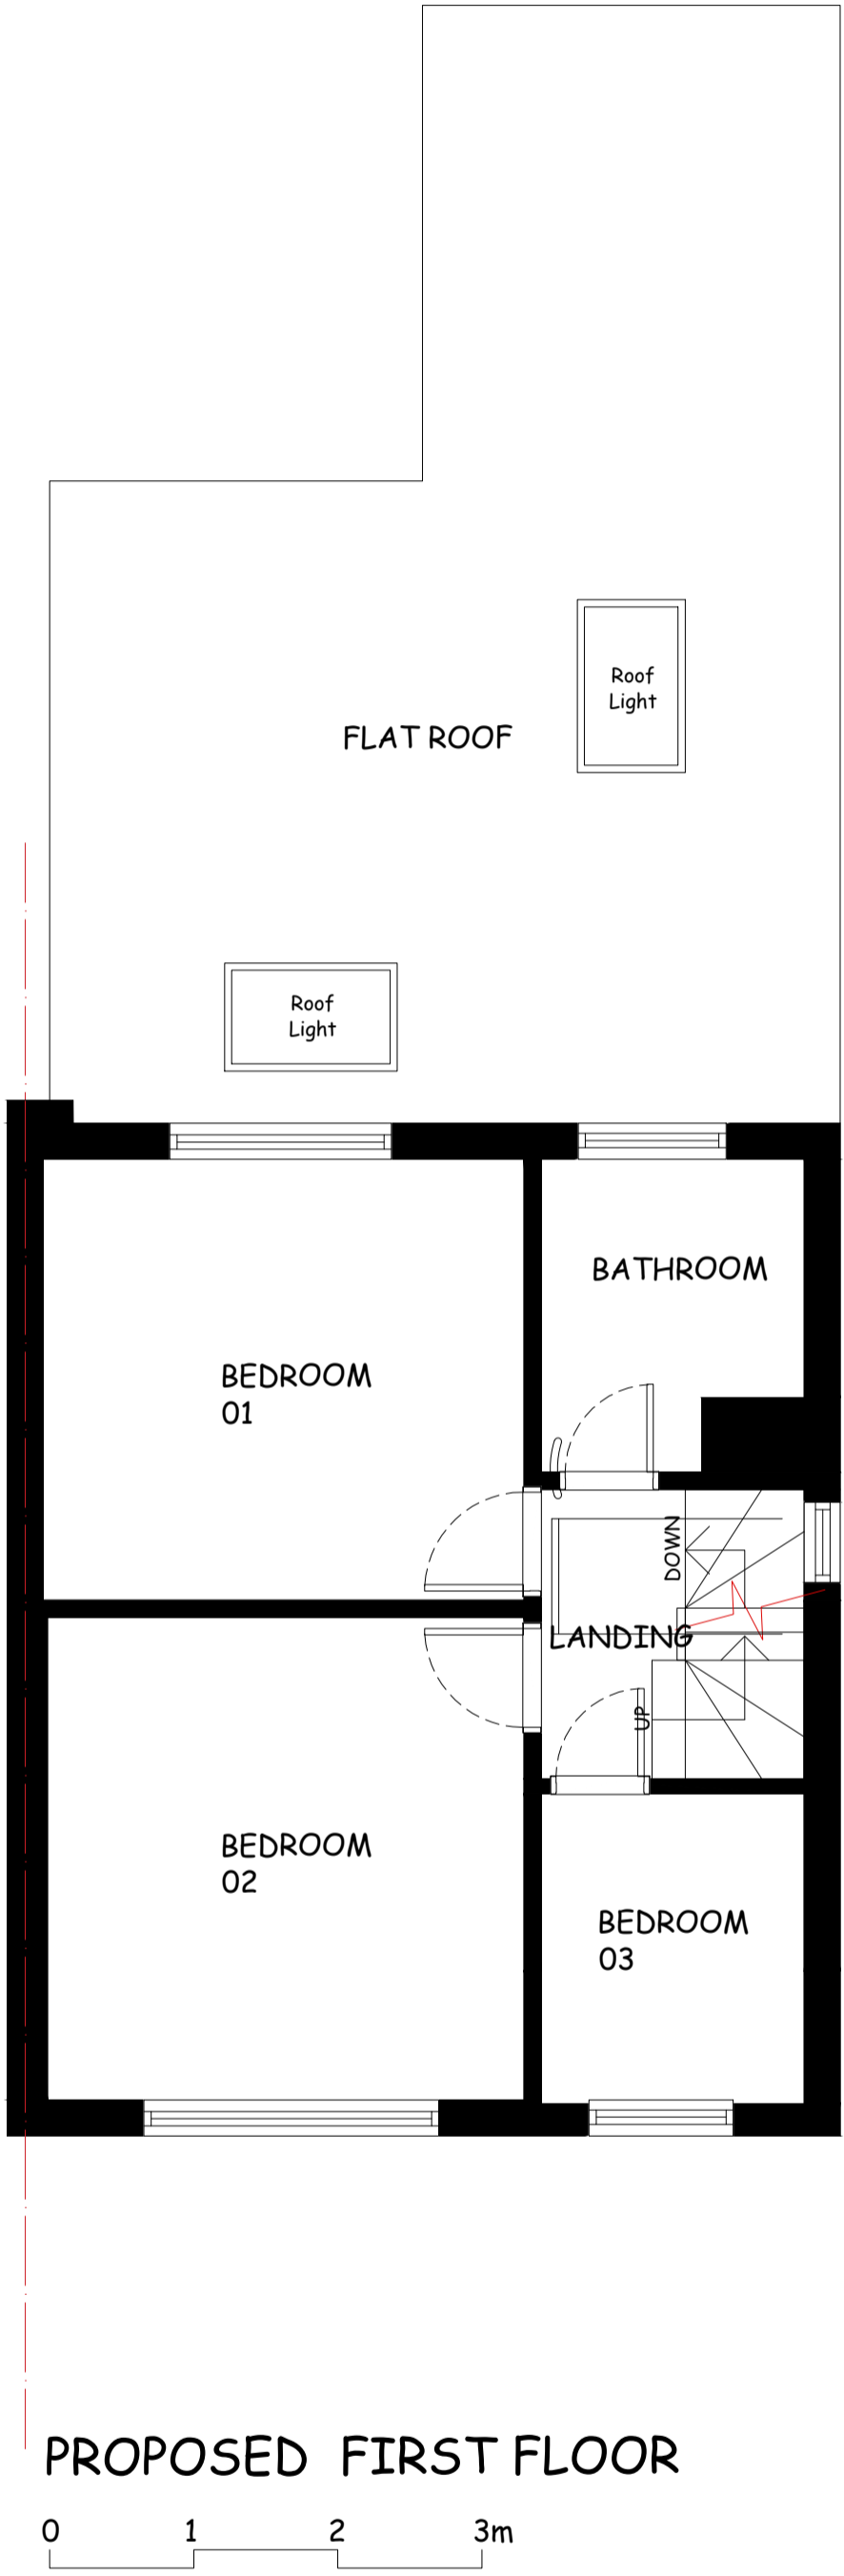 Roof
Light
FLAT ROOF
Roof
Light
BATHROOM
BEDROOM
01
DOWN
LANDING
UP
BEDROOM
02
BEDROOM
03
PROPOSED FIRST FLOOR
0 1 2 3m